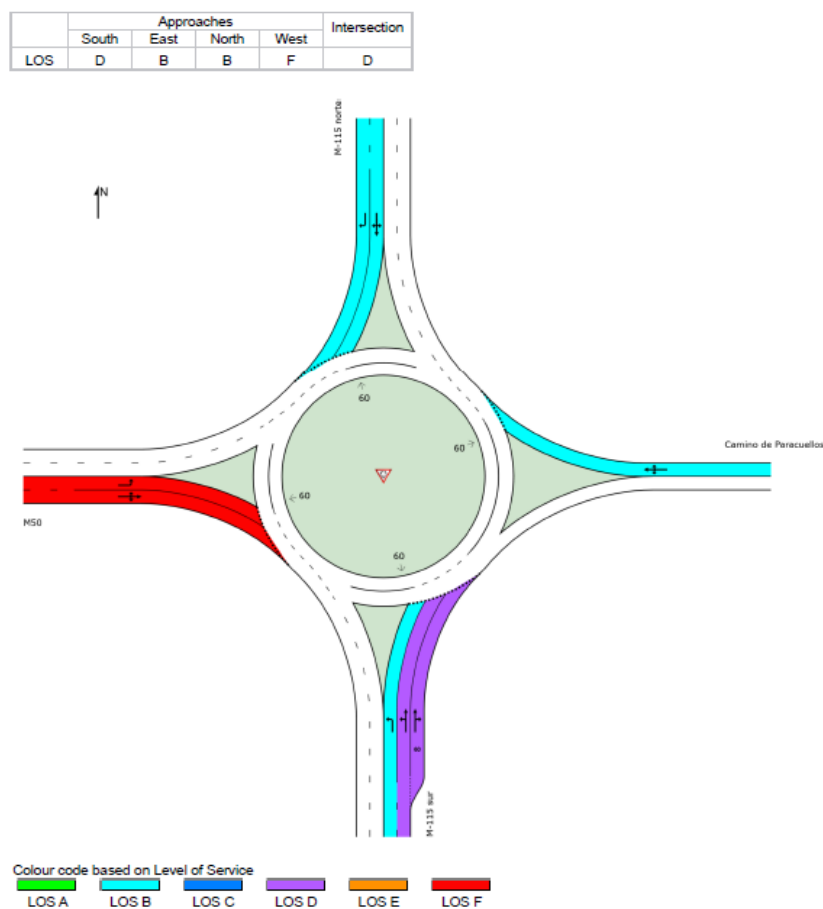 Approaches Intersection
South East North West
LOS D B B F D
M-115 norte
N
60
Camino de Paracuellos
60
60
M50
60
8
M-115 sur
Colour code based on Level of Service
LOS A LOS B LOS C LOS D LOS E LOS F